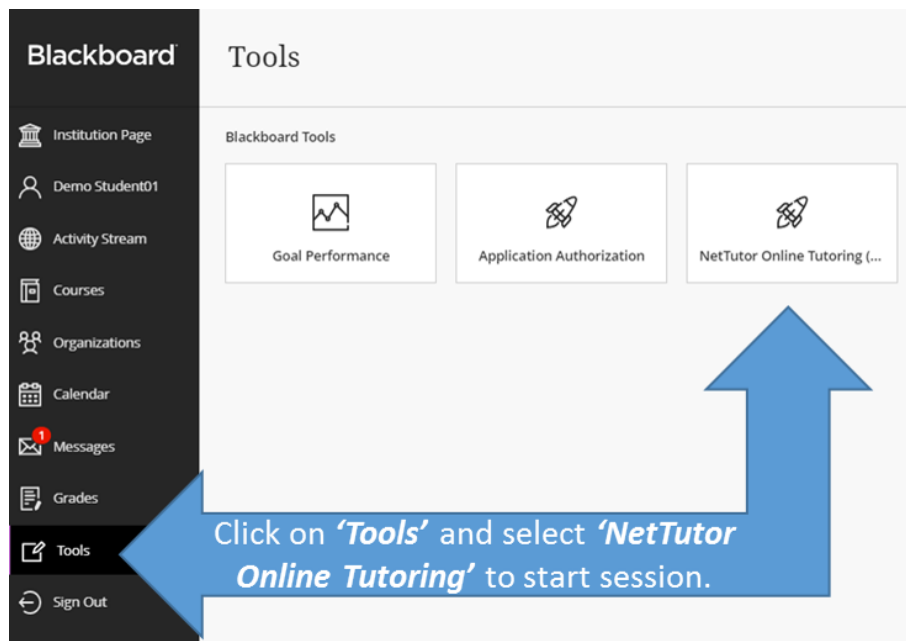 Blackboard
Tools
Institution Page
Demo Student01
Activity Stream
Courses
Organizations
Calendar
1
Messages
Grades
Tools
Sign Out
Blackboard Tools
Goal Performance
Application Authorization
NetTutor Online Tutoring (...
Click on ‘Tools’ and select ‘NetTutor
Online Tutoring’ to start session.